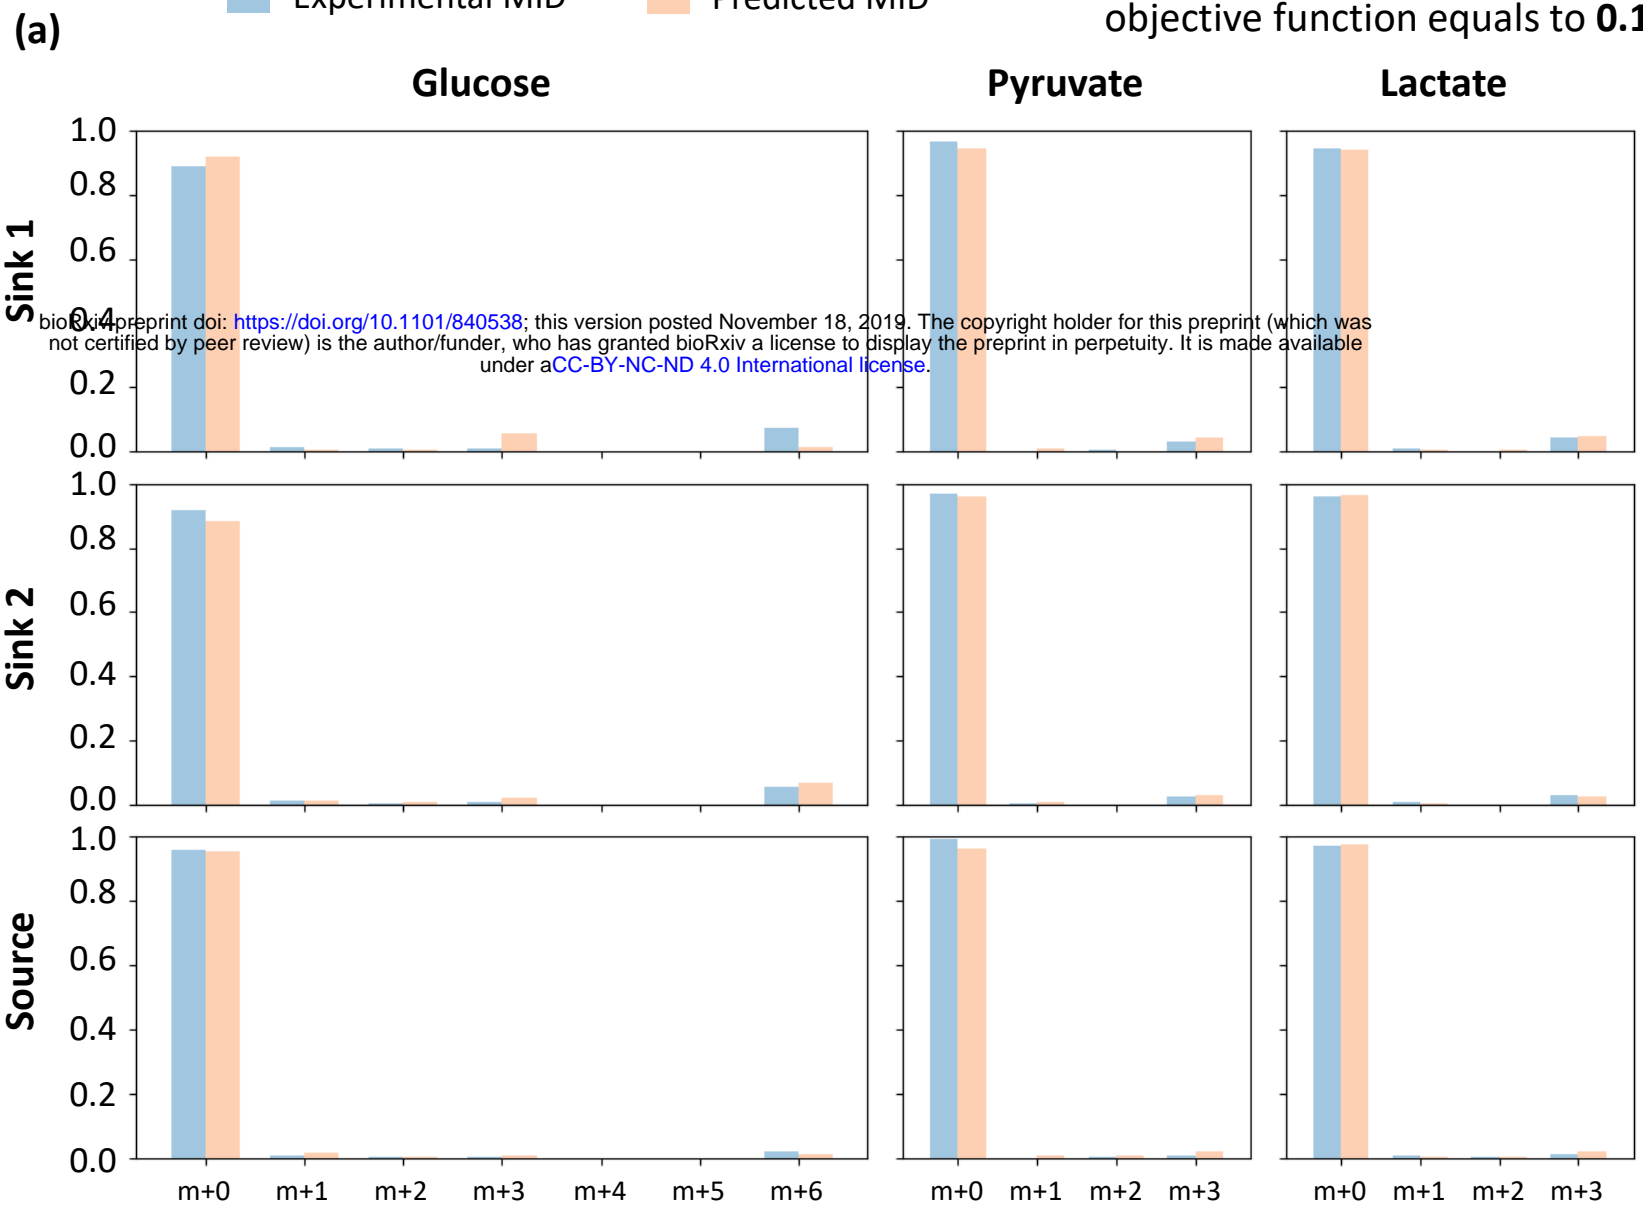 Experimental MID Predicted MID
objective function equals to 0.1
(a)
Glucose Pyruvate Lactate
Sink 1
1.0
0.8
0.6
0.4
0.2
0.0
bioRxiv preprint doi: https://doi.org/10.1101/840538; this version posted November 18, 2019. The copyright holder for this preprint (which was
not certified by peer review) is the author/funder, who has granted bioRxiv a license to display the preprint in perpetuity. It is made available
under aCC-BY-NC-ND 4.0 International license.
Sink 2
1.0
0.8
0.6
0.4
0.2
0.0
Source
1.0
0.8
0.6
0.4
0.2
0.0
m+0 m+1 m+2 m+3 m+4 m+5 m+6 m+0 m+1 m+2 m+3 m+0 m+1 m+2 m+3